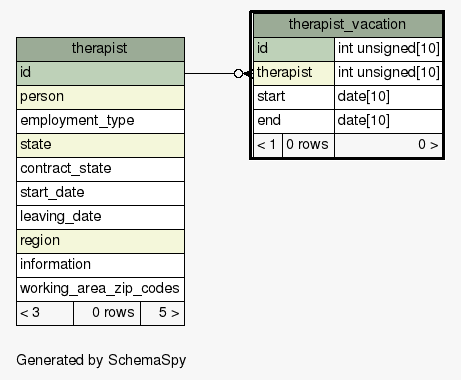 therapist
id
person
employment_type
state
contract_state
start_date
leaving_date
region
information
working_area_zip_codes
< 3 0 rows 5 >
therapist_vacation
id int unsigned[10]
therapist int unsigned[10]
start date[10]
end date[10]
< 1 0 rows 0 >
Generated by SchemaSpy